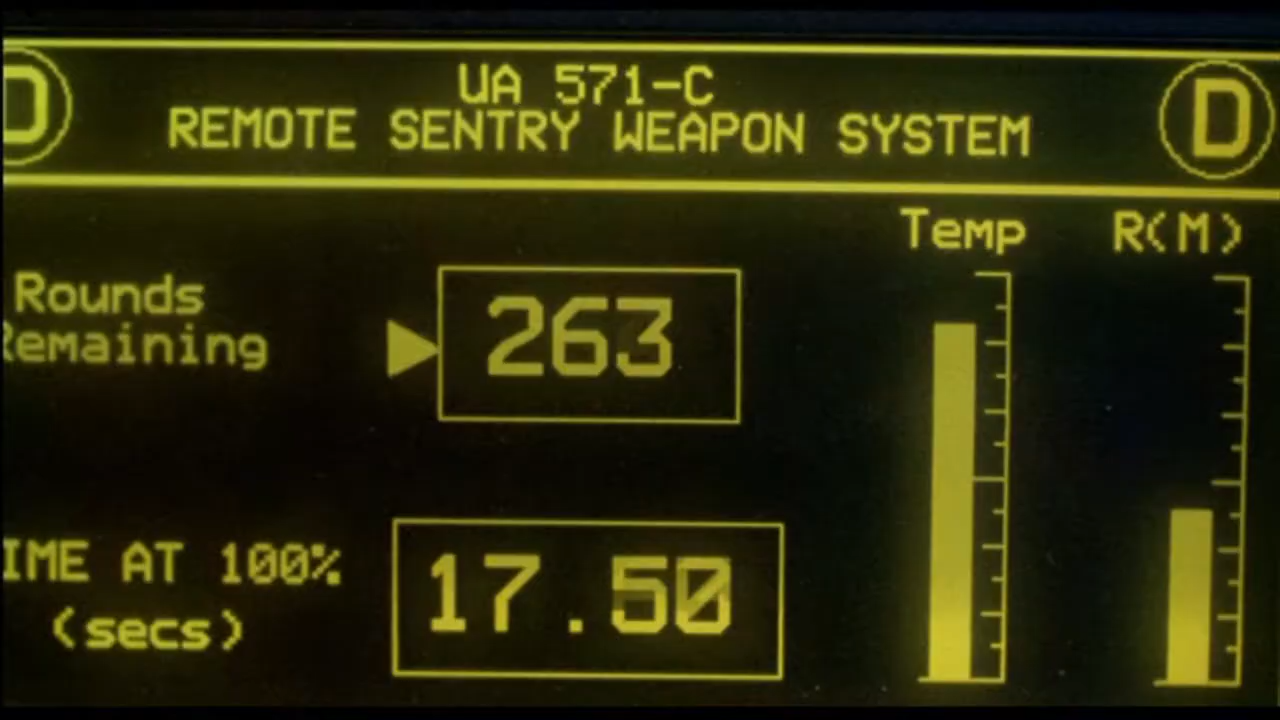 D
UA 571-C
REMOTE SENTRY WEAPON SYSTEM
D
Temp
R(M)
Rounds
Remaining
263
IME AT 100%
(secs)
17.50